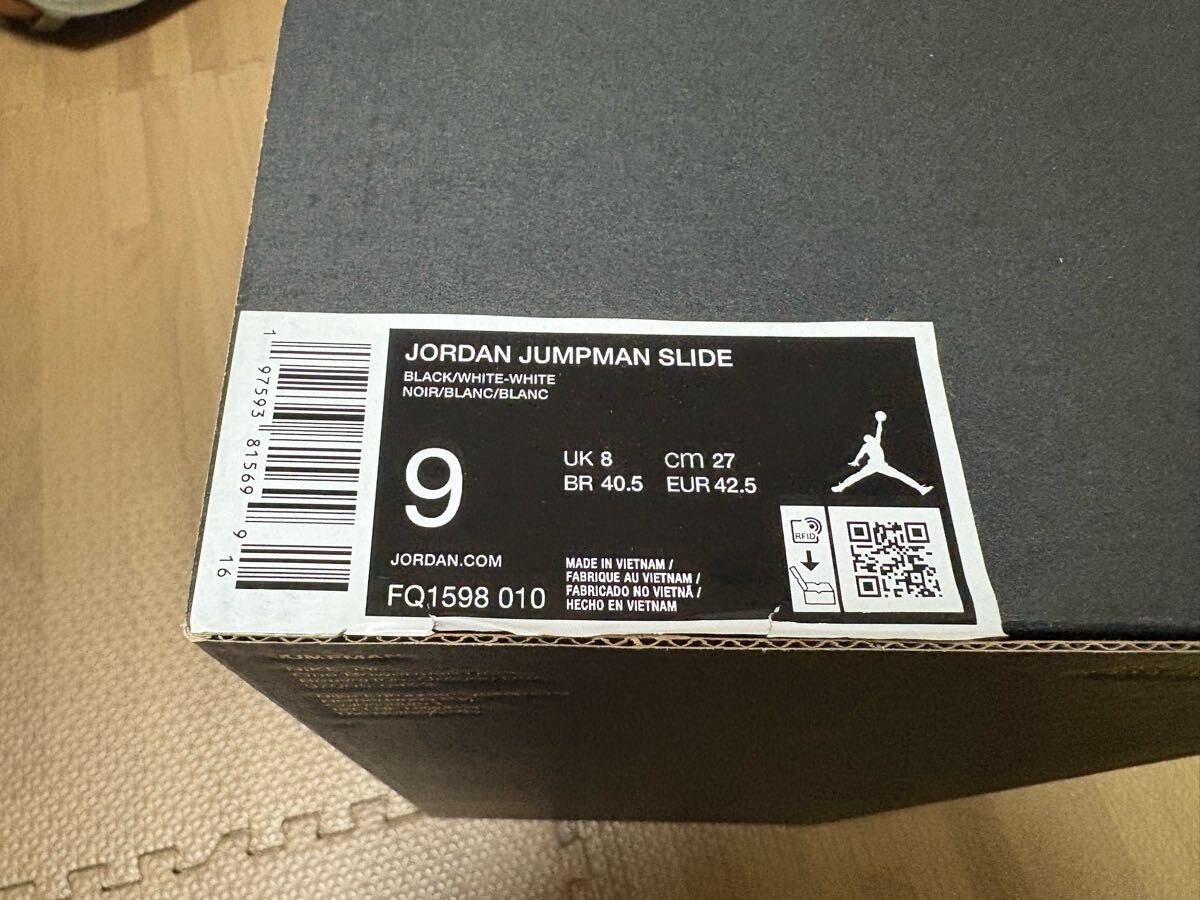 JORDAN JUMPMAN SLIDE
BLACK/WHITE-WHITE
NOIR/BLANC/BLANC
9
UK 8 cm 27
BR 40.5 EUR 42.5
JORDAN.COM
FQ1598 010
MADE IN VIETNAM /
FABRIQUE AU VIETNAM /
FABRICADO NO VIETNÃ /
HECHO EN VIETNAM
RFID
1 97593 81569 9 16
JUMPMAN